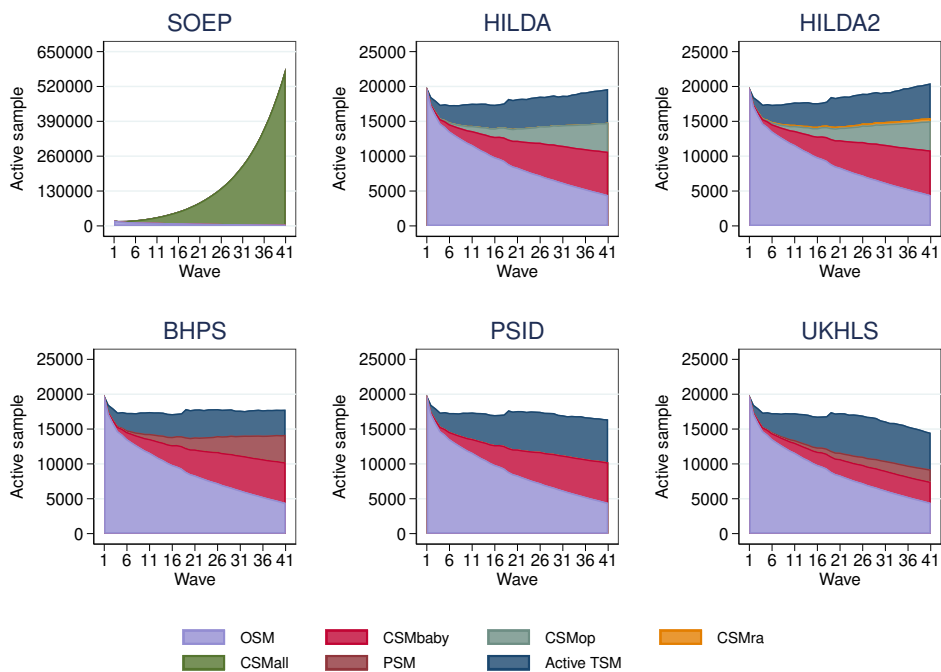 SOEP
HILDA
HILDA2
Active sample
650000
520000
390000
260000
130000
0
1 6 11 16 21 26 31 36 41
Wave
Active sample
25000
20000
15000
10000
5000
0
1 6 11 16 21 26 31 36 41
Wave
Active sample
25000
20000
15000
10000
5000
0
1 6 11 16 21 26 31 36 41
Wave
BHPS
PSID
UKHLS
Active sample
25000
20000
15000
10000
5000
0
1 6 11 16 21 26 31 36 41
Wave
Active sample
25000
20000
15000
10000
5000
0
1 6 11 16 21 26 31 36 41
Wave
Active sample
25000
20000
15000
10000
5000
0
1 6 11 16 21 26 31 36 41
Wave
OSM CSMbaby CSMop CSMra
CSMall PSM Active TSM